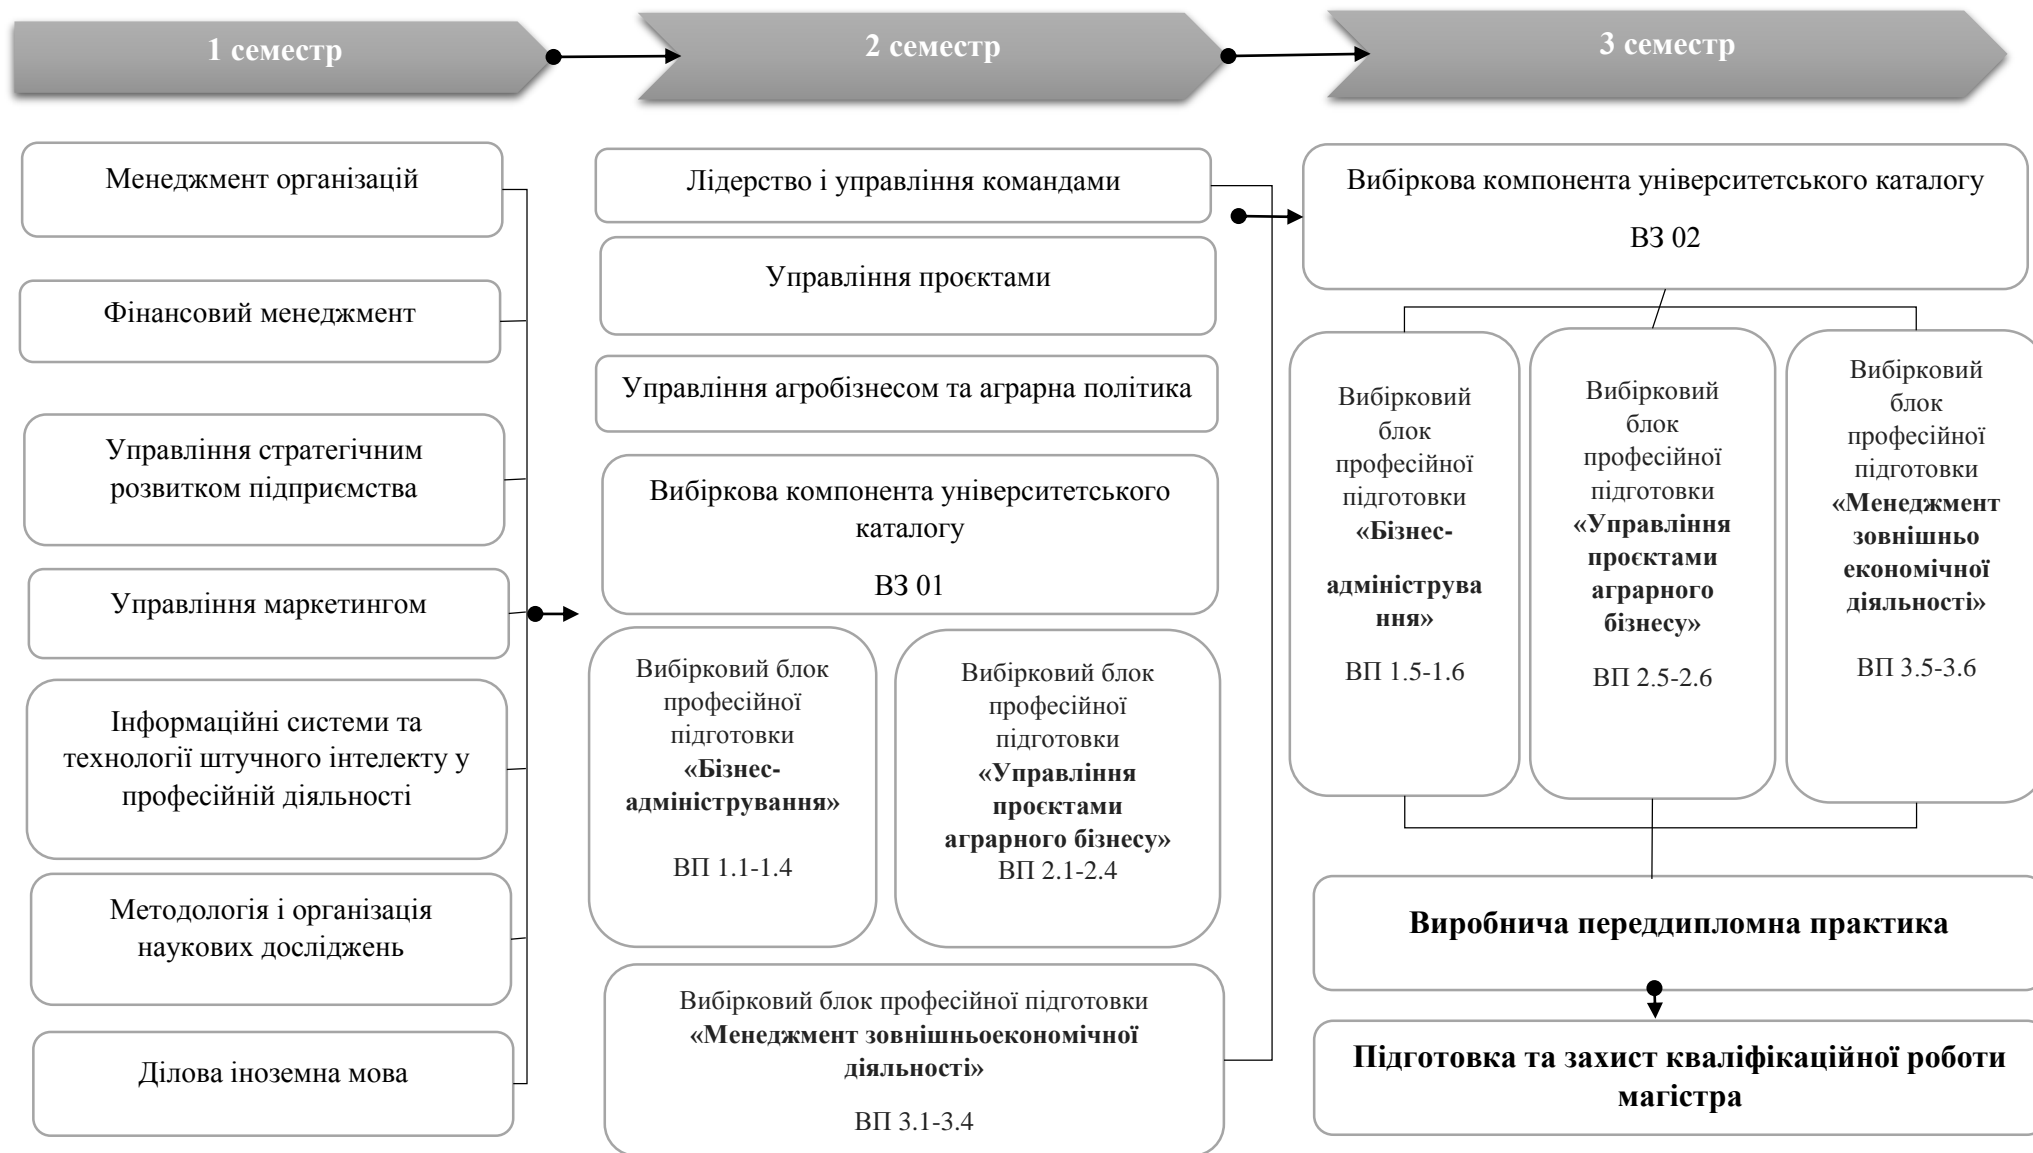 1 семестр
2 семестр
3 семестр
Менеджмент організацій
Фінансовий менеджмент
Управління стратегічним
розвитком підприємства
Управління маркетингом
Інформаційні системи та
технології штучного інтелекту у
професійній діяльності
Методологія і організація
наукових досліджень
Ділова іноземна мова
Лідерство і управління командами
Управління проєктами
Управління агробізнесом та аграрна політика
Вибіркова компонента університетського
каталогу
ВЗ 01
Вибірковий блок
професійної
підготовки
«Бізнес-
адміністрування»
ВП 1.1-1.4
Вибірковий блок
професійної
підготовки
«Управління
проєктами
аграрного бізнесу»
ВП 2.1-2.4
Вибірковий блок професійної підготовки
«Менеджмент зовнішньоекономічної
діяльності»
ВП 3.1-3.4
Вибіркова компонента університетського каталогу
ВЗ 02
Вибірковий
блок
професійної
підготовки
«Бізнес-
адмініструва
ння»
ВП 1.5-1.6
Вибірковий
блок
професійної
підготовки
«Управління
проєктами
аграрного
бізнесу»
ВП 2.5-2.6
Вибірковий
блок
професійної
підготовки
«Менеджмент
зовнішньо
економічної
діяльності»
ВП 3.5-3.6
Виробнича переддипломна практика
Підготовка та захист кваліфікаційної роботи
магістра